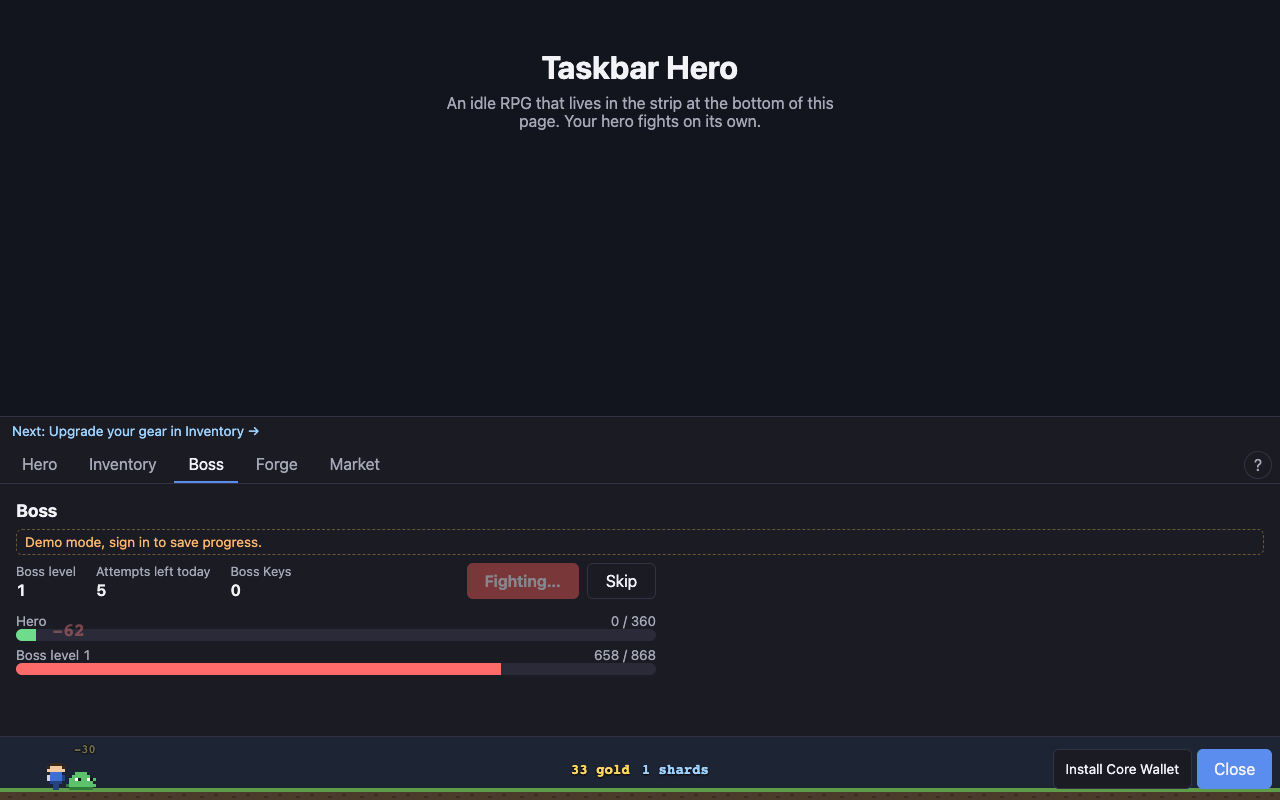 Taskbar Hero
An idle RPG that lives in the strip at the bottom of this
page. Your hero fights on its own.
Next: Upgrade your gear in Inventory →
Hero Inventory Boss Forge Market ?
Boss
Demo mode, sign in to save progress.
Boss level Attempts left today Boss Keys
1 5 0
Fighting... Skip
Hero 0 / 360
-62
Boss level 1 658 / 868
-30
33 gold 1 shards
Install Core Wallet Close